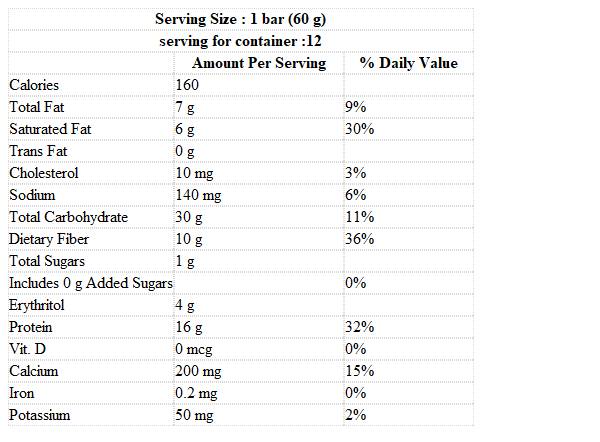 Serving Size : 1 bar (60 g)
serving for container :12
Amount Per Serving % Daily Value
Calories 160
Total Fat 7 g 9%
Saturated Fat 6 g 30%
Trans Fat 0 g
Cholesterol 10 mg 3%
Sodium 140 mg 6%
Total Carbohydrate 30 g 11%
Dietary Fiber 10 g 36%
Total Sugars 1 g
Includes 0 g Added Sugars 0%
Erythritol 4 g
Protein 16 g 32%
Vit. D 0 mcg 0%
Calcium 200 mg 15%
Iron 0.2 mg 0%
Potassium 50 mg 2%